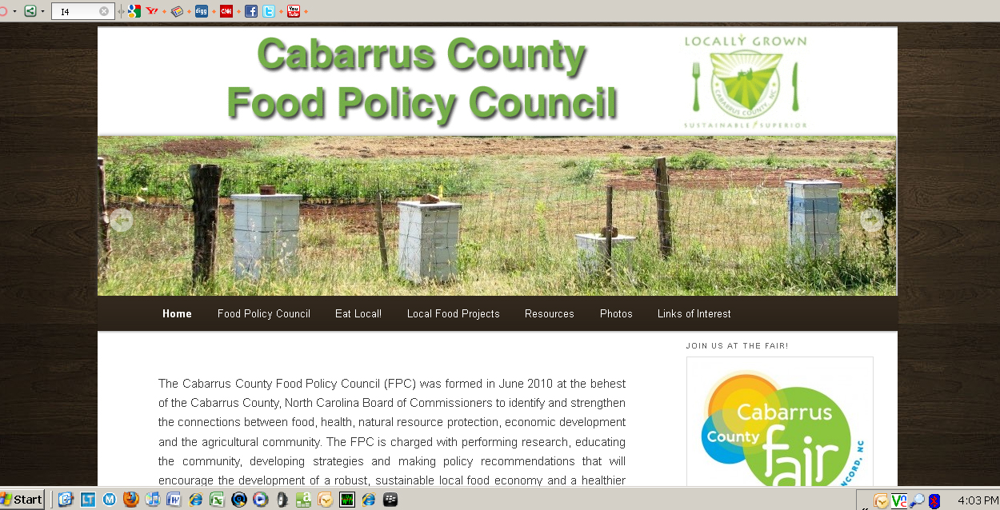 I4
Y!
digg
CNN
You
Tube
Cabarrus County
Food Policy Council
LOCALLY GROWN
CABARRUS COUNTY, NC
SUSTAINABLE SUPERIOR
Home Food Policy Council Eat Local! Local Food Projects Resources Photos Links of Interest
JOIN US AT THE FAIR!
The Cabarrus County Food Policy Council (FPC) was formed in June 2010 at the behest
of the Cabarrus County, North Carolina Board of Commissioners to identify and strengthen
the connections between food, health, natural resource protection, economic development
and the agricultural community. The FPC is charged with performing research, educating
the community, developing strategies and making policy recommendations that will
encourage the development of a robust, sustainable local food economy and a healthier
Cabarrus
County
fair
NCORD, NC
Start
LT
4:03 PM